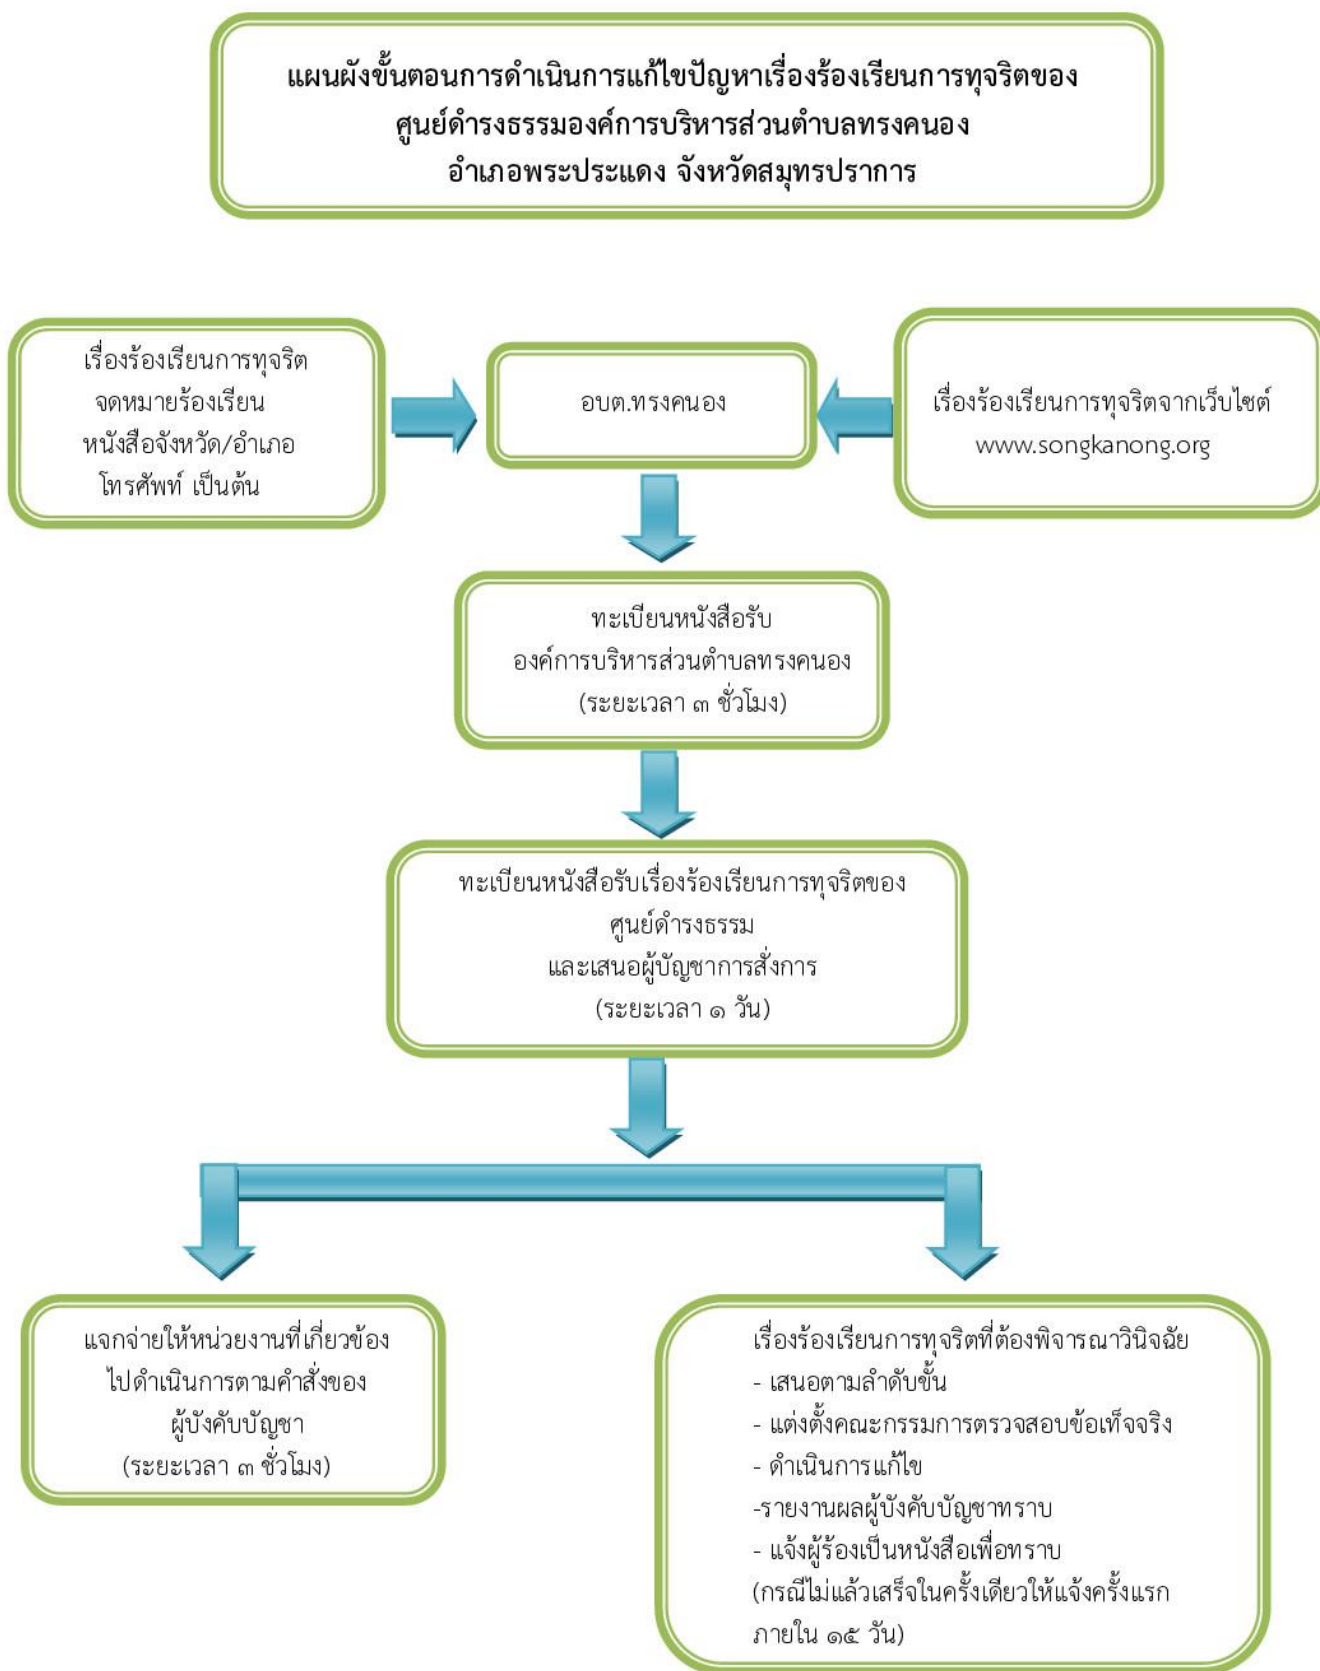 แผนผังขั้นตอนการดำเนินการแก้ไขปัญหาเรื่องร้องเรียนการทุจริตของ
ศูนย์ดำรงธรรมองค์การบริหารส่วนตำบลทรงคนอง
อำเภอพระประแดง จังหวัดสมุทรปราการ
เรื่องร้องเรียนการทุจริต
จดหมายร้องเรียน
หนังสือจังหวัด/อำเภอ
โทรศัพท์ เป็นต้น
อบต.ทรงคนอง
เรื่องร้องเรียนการทุจริตจากเว็บไซต์
www.songkanong.org
ทะเบียนหนังสือรับ
องค์การบริหารส่วนตำบลทรงคนอง
(ระยะเวลา ๓ ชั่วโมง)
ทะเบียนหนังสือรับเรื่องร้องเรียนการทุจริตของ
ศูนย์ดำรงธรรม
และเสนอผู้บัญชาการสั่งการ
(ระยะเวลา ๑ วัน)
แจกจ่ายให้หน่วยงานที่เกี่ยวข้อง
ไปดำเนินการตามคำสั่งของ
ผู้บังคับบัญชา
(ระยะเวลา ๓ ชั่วโมง)
เรื่องร้องเรียนการทุจริตที่ต้องพิจารณาวินิจฉัย
- เสนอตามลำดับขั้น
- แต่งตั้งคณะกรรมการตรวจสอบข้อเท็จจริง
- ดำเนินการแก้ไข
-รายงานผลผู้บังคับบัญชาทราบ
- แจ้งผู้ร้องเป็นหนังสือเพื่อทราบ
(กรณีไม่แล้วเสร็จในครั้งเดียวให้แจ้งครั้งแรก
ภายใน ๑๕ วัน)